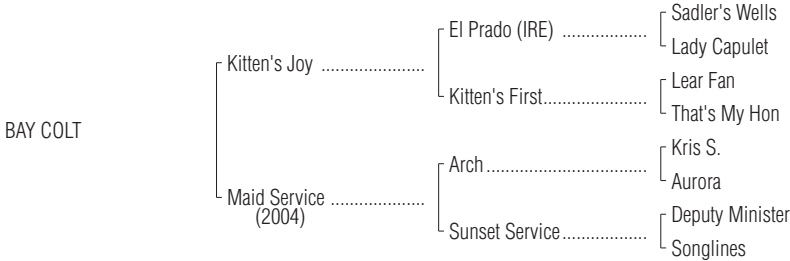 Sadler's Wells
El Prado (IRE) ..................
Lady Capulet
Kitten's Joy ......................
Lear Fan
Kitten's First......................
That's My Hon
BAY COLT
Kris S.
Arch ..................................
Aurora
Maid Service ....................
(2004)
Deputy Minister
Sunset Service..................
Songlines